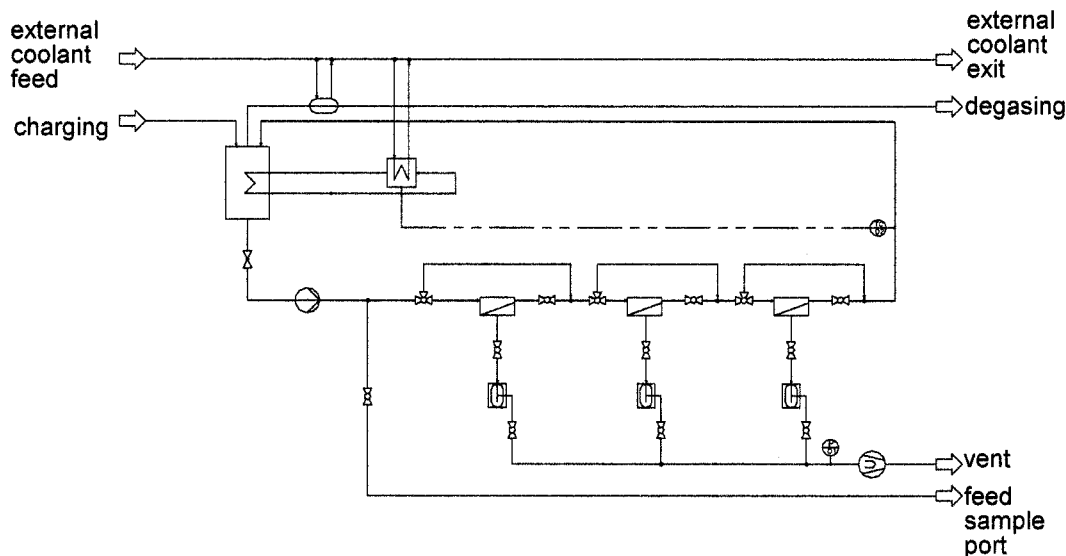 external
coolant
feed
external
coolant
exit
charging
degasing
vent
feed
sample
port